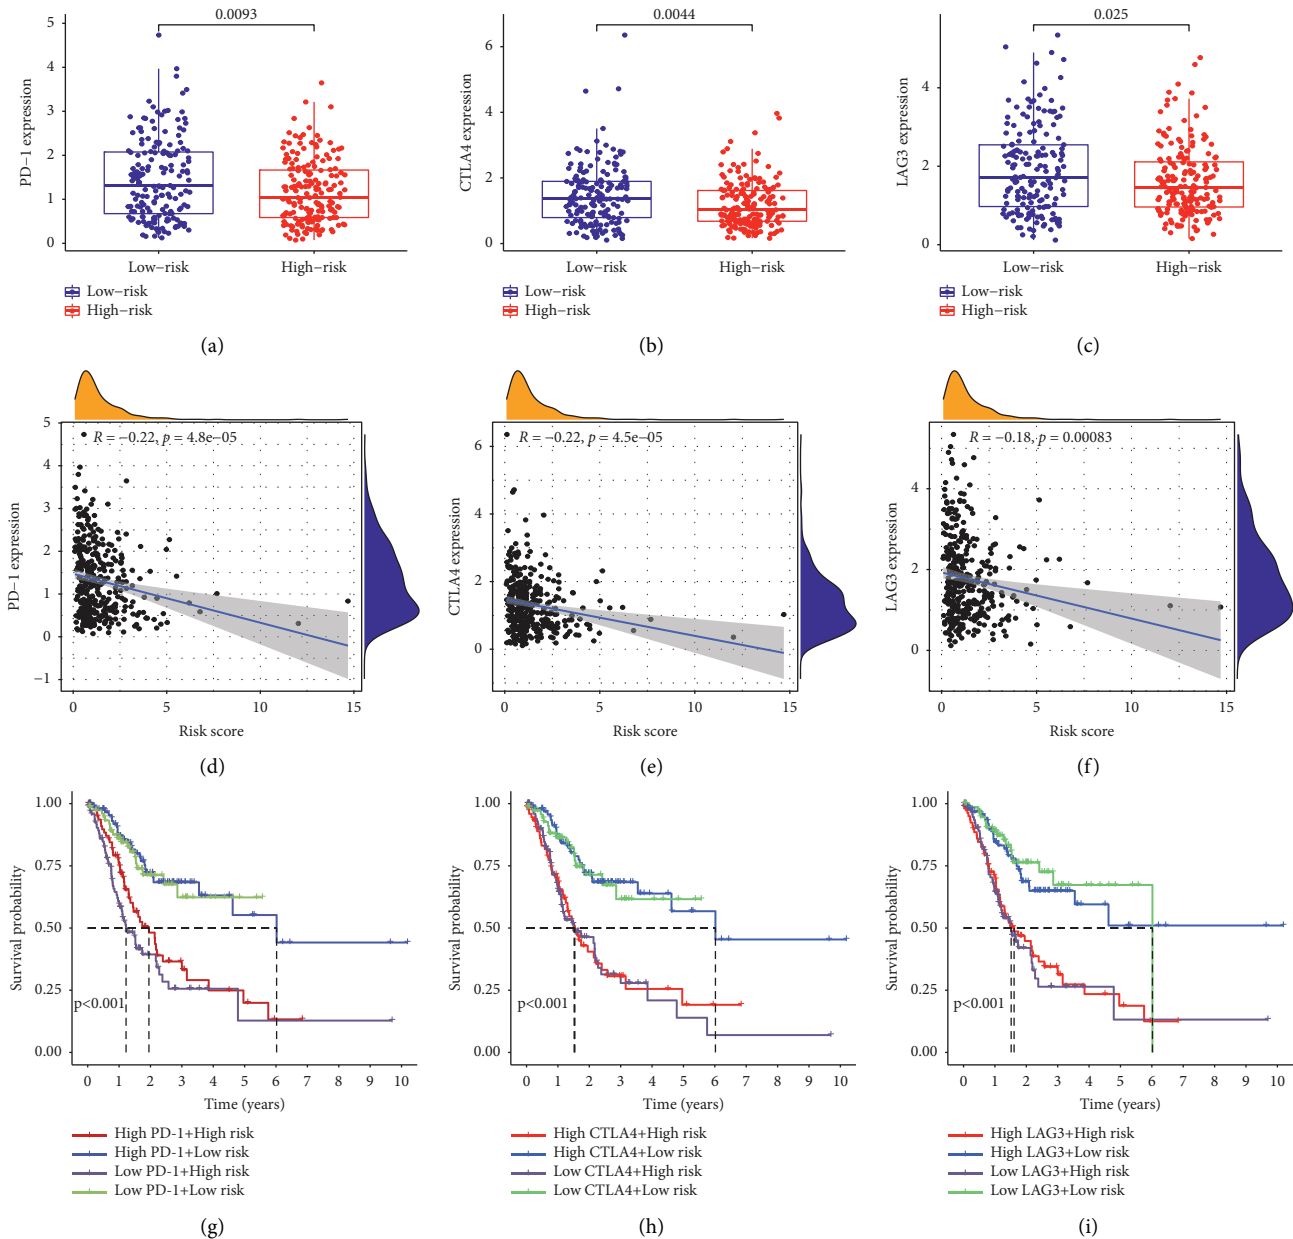 0.0093
5
4
3
2
1
0
PD−1 expression
Low−risk
High−risk
Low−risk
High−risk
(a)
0.0044
6
4
2
0
CTLA4 expression
Low−risk
High−risk
Low−risk
High−risk
(b)
0.025
4
2
0
LAG3 expression
Low−risk
High−risk
Low−risk
High−risk
(c)
R = −0.22, p = 4.8e−05
5
4
3
2
1
0
−1
PD−1 expression
0 5 10 15
Risk score
(d)
R = −0.22, p = 4.5e−05
6
4
2
0
CTLA4 expression
0 5 10 15
Risk score
(e)
R = −0.18, p = 0.00083
4
2
0
LAG3 expression
0 5 10 15
Risk score
(f)
1.00
0.75
0.50
0.25
0.00
Survival probability
p<0.001
0 1 2 3 4 5 6 7 8 9 10
Time (years)
High PD-1+High risk
High PD-1+Low risk
Low PD-1+High risk
Low PD-1+Low risk
(g)
1.00
0.75
0.50
0.25
0.00
Survival probability
p<0.001
0 1 2 3 4 5 6 7 8 9 10
Time (years)
High CTLA4+High risk
High CTLA4+Low risk
Low CTLA4+High risk
Low CTLA4+Low risk
(h)
1.00
0.75
0.50
0.25
0.00
Survival probability
p<0.001
0 1 2 3 4 5 6 7 8 9 10
Time (years)
High LAG3+High risk
High LAG3+Low risk
Low LAG3+High risk
Low LAG3+Low risk
(i)